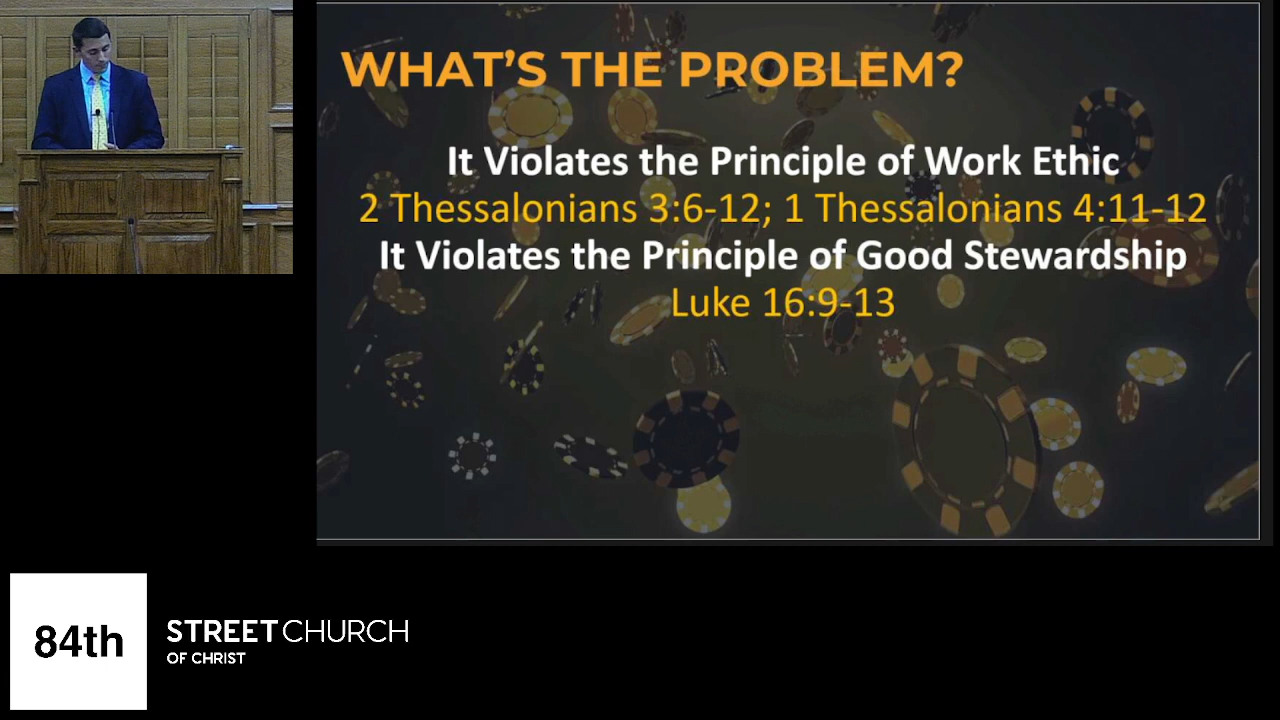 WHAT'S THE PROBLEM?
It Violates the Principle of Work Ethic
2 Thessalonians 3:6-12; 1 Thessalonians 4:11-12
It Violates the Principle of Good Stewardship
Luke 16:9-13
84th
STREET CHURCH
OF CHRIST